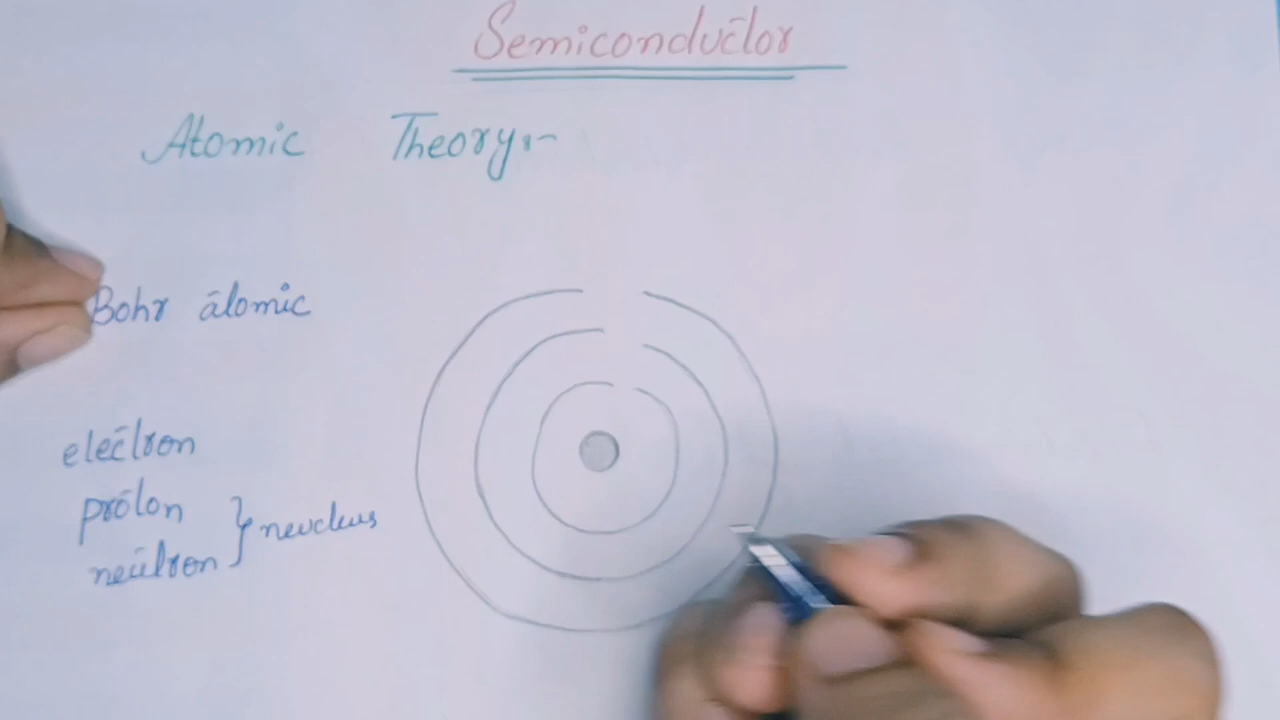 Semiconductor
Atomic Theory:-
Bohr atomic
electron
proton
neutron } neucleus